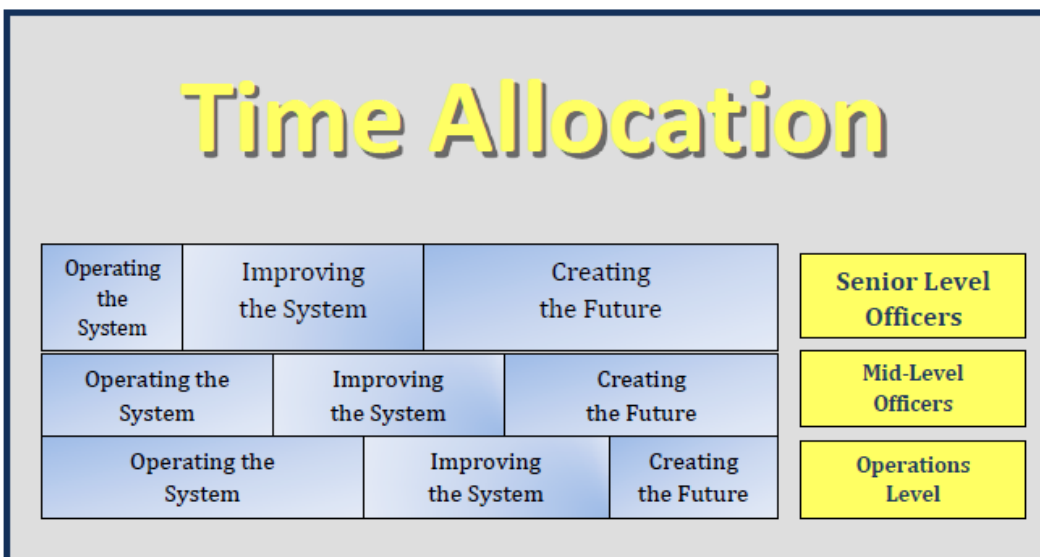 Time Allocation
Operating
the
System
Improving
the System
Creating
the Future
Senior Level
Officers
Operating the
System
Improving
the System
Creating
the Future
Mid-Level
Officers
Operating the
System
Improving
the System
Creating
the Future
Operations
Level